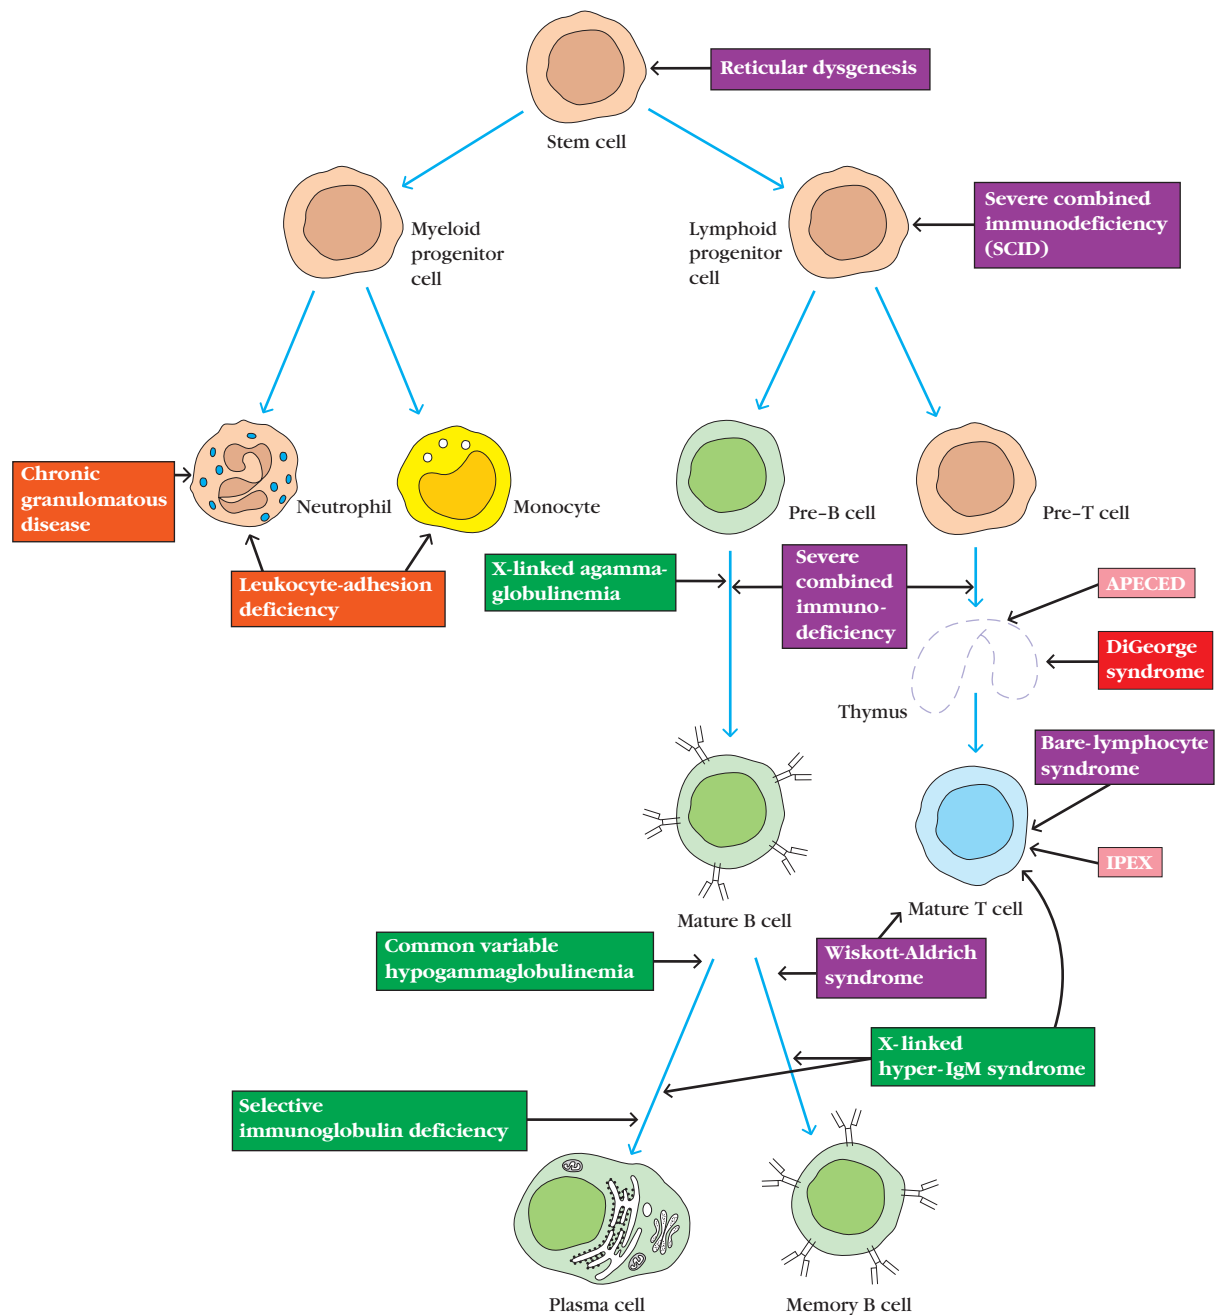 Reticular dysgenesis
Stem cell
Severe combined
immunodeficiency
(SCID)
Myeloid
progenitor
cell
Lymphoid
progenitor
cell
Chronic
granulomatous
disease
Neutrophil
Monocyte
Pre–B cell
Pre–T cell
Leukocyte-adhesion
deficiency
X-linked agamma-
globulinemia
Severe
combined
immuno-
deficiency
APECED
DiGeorge
syndrome
Thymus
Bare-lymphocyte
syndrome
IPEX
Mature B cell
Mature T cell
Common variable
hypogammaglobulinemia
Wiskott-Aldrich
syndrome
X-linked
hyper-IgM syndrome
Selective
immunoglobulin deficiency
Plasma cell
Memory B cell